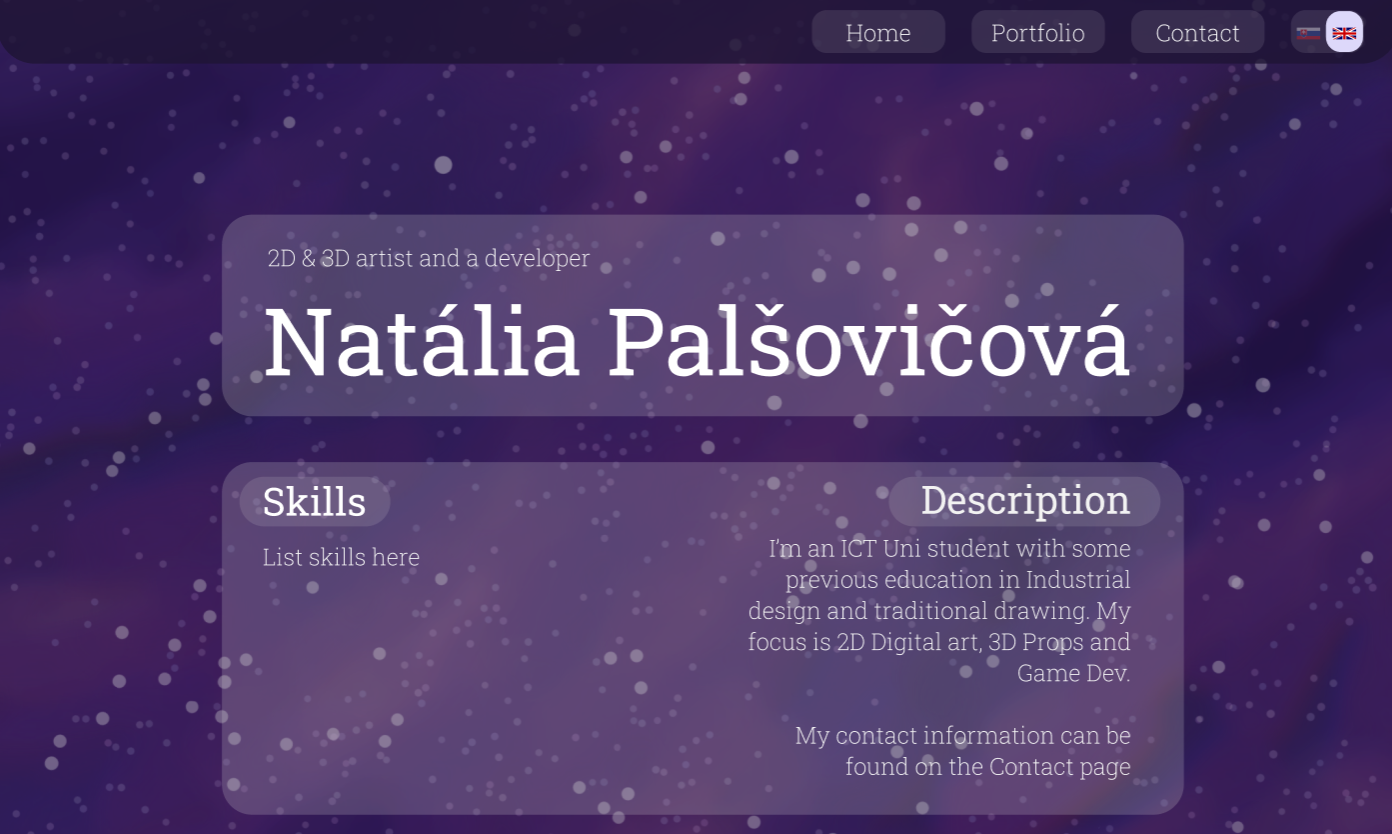 Home
Portfolio
Contact
2D & 3D artist and a developer
Natália Palšovičová
Skills
List skills here
Description
I'm an ICT Uni student with some
previous education in Industrial
design and traditional drawing. My
focus is 2D Digital art, 3D Props and
Game Dev.
My contact information can be
found on the Contact page